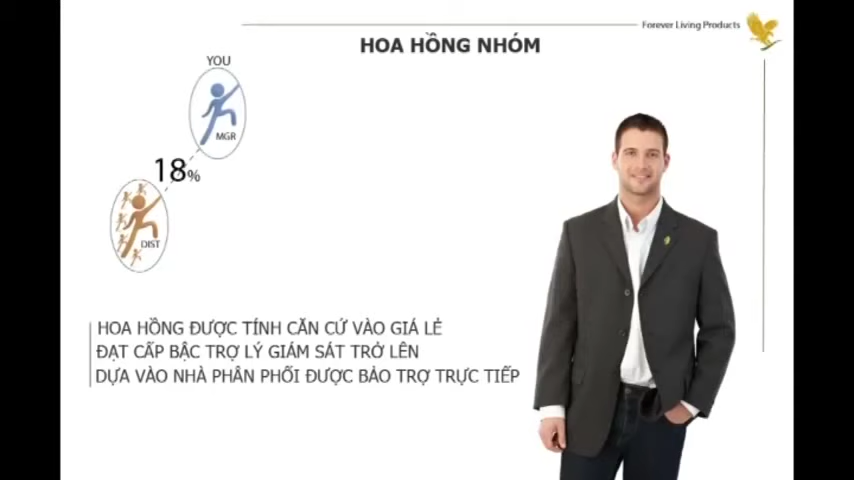 Forever Living Products
HOA HỒNG NHÓM
YOU
MGR
18%
DIST
HOA HỒNG ĐƯỢC TÍNH CĂN CỨ VÀO GIÁ LẺ
ĐẠT CẤP BẬC TRỢ LÝ GIÁM SÁT TRỞ LÊN
DỰA VÀO NHÀ PHÂN PHỐI ĐƯỢC BẢO TRỢ TRỰC TIẾP